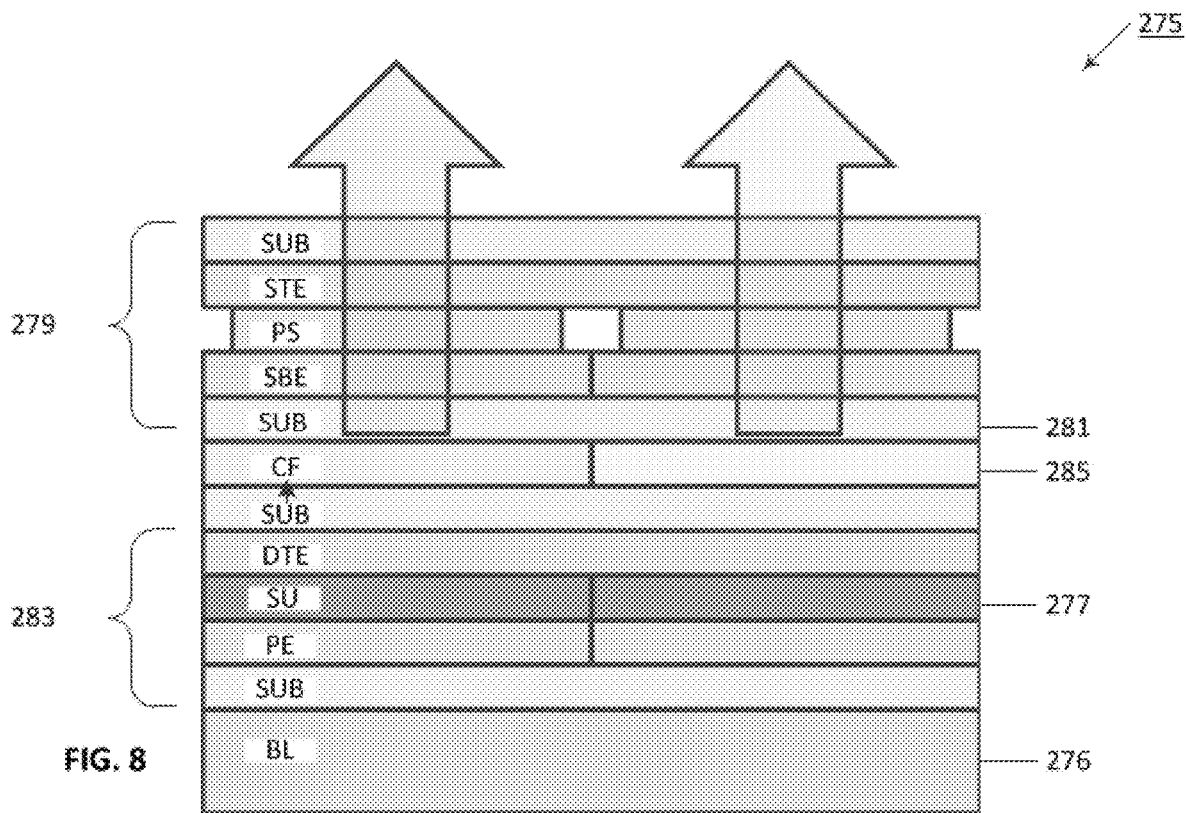 275
SUB
STE
279
PS
SBE
SUB
281
CF
285
SUB
DTE
SU
277
283
PE
SUB
BL
FIG. 8
276